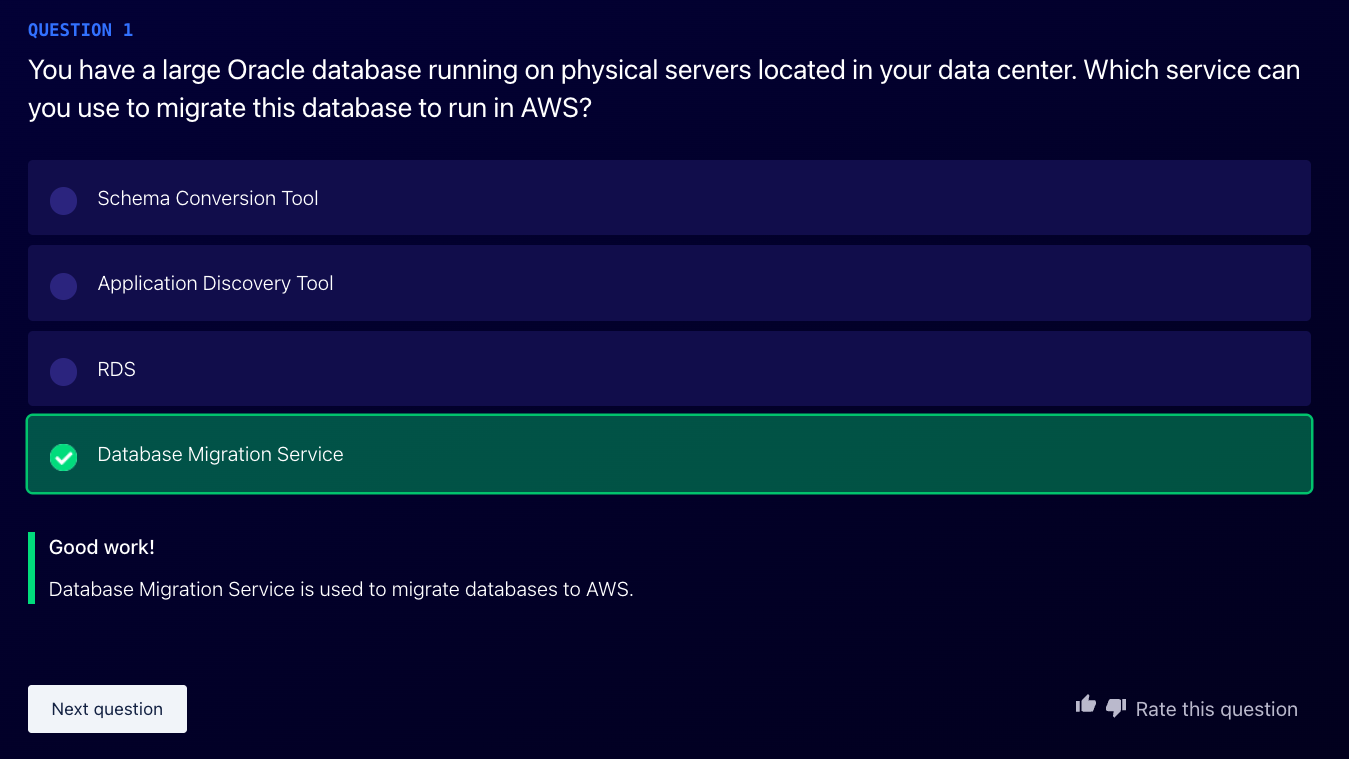 QUESTION 1
You have a large Oracle database running on physical servers located in your data center. Which service can
you use to migrate this database to run in AWS?
Schema Conversion Tool
Application Discovery Tool
RDS
Database Migration Service
Good work!
Database Migration Service is used to migrate databases to AWS.
Next question
Rate this question